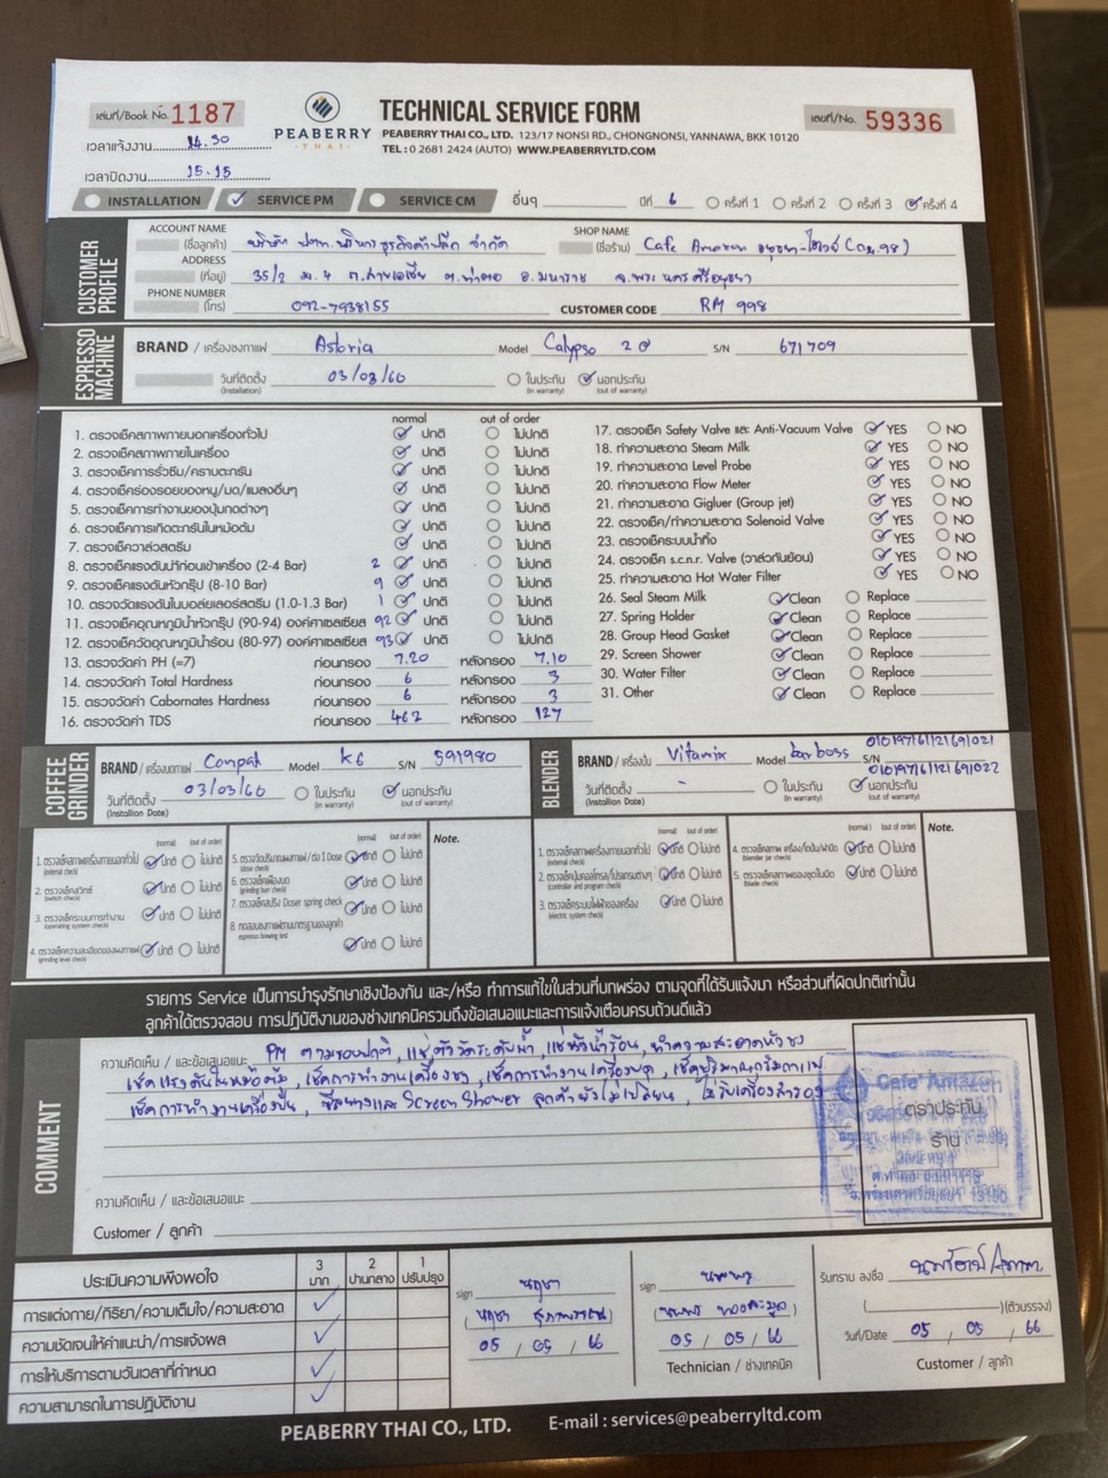 เล่มที่/Book No. 1187
PEABERRY
THAI
TECHNICAL SERVICE FORM
PEABERRY THAI CO., LTD. 123/17 NONSI RD., CHONGNONSI, YANNAWA, BKK 10120
TEL : 0 2681 2424 (AUTO) WWW.PEABERRYLTD.COM
เลขที่/No. 59336
เวลาแจ้งงาน 14.30
เวลาปิดงาน 15.15
INSTALLATION SERVICE PM SERVICE CM อื่นๆ ปีที่ 6 ครั้งที่ 1 ครั้งที่ 2 ครั้งที่ 3 ครั้งที่ 4
CUSTOMER PROFILE
ACCOUNT NAME (ชื่อลูกค้า) บริษัท ปตท. บริหารธุรกิจค้าปลีก จำกัด SHOP NAME (ชื่อร้าน) Cafe Amazon
ADDRESS (ที่อยู่) 35/2 ม.4 ถ.สายเอเชีย ต.ท่าตอ อ.มหาราช จ.พระนครศรีอยุธยา
PHONE NUMBER (โทร) 092-7938155 CUSTOMER CODE RM 998
ESPRESSO MACHINE
BRAND / เครื่องชงกาแฟ Astoria Model Calypso 2 S/N 671709
วันที่ติดตั้ง (Installation) 03/03/60 ในประกัน (in warranty) นอกประกัน (out of warranty)
normal out of order
1. ตรวจเช็คสภาพภายนอกเครื่องทั่วไป ปกติ ไม่ปกติ
2. ตรวจเช็คสภาพภายในเครื่อง ปกติ ไม่ปกติ
3. ตรวจเช็คการรั่วซึม/คราบตะกรัน ปกติ ไม่ปกติ
4. ตรวจเช็คร่องรอยของหนู/มด/แมลงอื่นๆ ปกติ ไม่ปกติ
5. ตรวจเช็คการทำงานของปุ่มกดต่างๆ ปกติ ไม่ปกติ
6. ตรวจเช็คการเกิดตะกรันในหม้อต้ม ปกติ ไม่ปกติ
7. ตรวจเช็ควาล์วสตรีม ปกติ ไม่ปกติ
8. ตรวจเช็คแรงดันน้ำก่อนเข้าเครื่อง (2-4 Bar) 2 ปกติ ไม่ปกติ
9. ตรวจเช็คแรงดันหัวกรุ๊ป (8-10 Bar) 9 ปกติ ไม่ปกติ
10. ตรวจวัดแรงดันในบอล์ยเลอร์สตรีม (1.0-1.3 Bar) 1 ปกติ ไม่ปกติ
11. ตรวจเช็คอุณหภูมิน้ำหัวกรุ๊ป (90-94) องศาเซลเซียส 92 ปกติ ไม่ปกติ
12. ตรวจเช็ควัดอุณหภูมิน้ำร้อน (80-97) องศาเซลเซียส 93 ปกติ ไม่ปกติ
13. ตรวจวัดค่า PH (=7) ก่อนกรอง 7.20 หลังกรอง 7.10
14. ตรวจวัดค่า Total Hardness ก่อนกรอง 6 หลังกรอง 3
15. ตรวจวัดค่า Cabornates Hardness ก่อนกรอง 6 หลังกรอง 3
16. ตรวจวัดค่า TDS ก่อนกรอง 462 หลังกรอง 127
17. ตรวจเช็ค Safety Valve และ Anti-Vacuum Valve YES NO
18. ทำความสะอาด Steam Milk YES NO
19. ทำความสะอาด Level Probe YES NO
20. ทำความสะอาด Flow Meter YES NO
21. ทำความสะอาด Gigluer (Group jet) YES NO
22. ตรวจเช็ค/ทำความสะอาด Solenoid Valve YES NO
23. ตรวจเช็คระบบน้ำทิ้ง YES NO
24. ตรวจเช็ค s.c.n.r. Valve (วาล์วกันย้อน) YES NO
25. ทำความสะอาด Hot Water Filter YES NO
26. Seal Steam Milk Clean Replace
27. Spring Holder Clean Replace
28. Group Head Gasket Clean Replace
29. Screen Shower Clean Replace
30. Water Filter Clean Replace
31. Other Clean Replace
COFFEE GRINDER
BRAND / เครื่องบดกาแฟ Compak Model K6 S/N 591980
วันที่ติดตั้ง (Installion Date) 03/03/60 ในประกัน (in warranty) นอกประกัน (out of warranty)
BLENDER
BRAND / เครื่องปั่น Vitamix Model barboss S/N 010197161121691021
010197161121691022
วันที่ติดตั้ง (Installion Date) - ในประกัน (in warranty) นอกประกัน (out of warranty)
(normal) (out of order) (normal) (out of order) Note.
1. ตรวจเช็คสภาพเครื่องภายนอกทั่วไป (external check) ปกติ ไม่ปกติ
2. ตรวจเช็คสวิทซ์ (switch check) ปกติ ไม่ปกติ
3. ตรวจเช็คระบบการทำงาน (operating system check) ปกติ ไม่ปกติ
4. ตรวจเช็คความละเอียดของผงกาแฟ (grinding level check) ปกติ ไม่ปกติ
5. ตรวจวัดปริมาณผงกาแฟ/ต่อ 1 Dose (dose check) ปกติ ไม่ปกติ
6. ตรวจเช็คเฟืองบด (grinding burr check) ปกติ ไม่ปกติ
7. ตรวจเช็คสปริง Doser spring check ปกติ ไม่ปกติ
8. ทดสอบชงกาแฟตามมาตรฐานของลูกค้า espresso brewing test ปกติ ไม่ปกติ
(normal) (out of order) (normal) (out of order) Note.
1. ตรวจเช็คสภาพเครื่องภายนอกทั่วไป (external check) ปกติ ไม่ปกติ
2. ตรวจเช็คปุ่มคอลโทรล/โปรแกรมต่างๆ (controller and program check) ปกติ ไม่ปกติ
3. ตรวจเช็คระบบไฟฟ้าของเครื่อง (electric system check) ปกติ ไม่ปกติ
4. ตรวจเช็คสภาพ เครื่อง/โถปั่น/ฝาปิด (blender jar check) ปกติ ไม่ปกติ
5. ตรวจเช็คสภาพของชุดใบมีด (Blade check) ปกติ ไม่ปกติ
รายการ Service เป็นการบำรุงรักษาเชิงป้องกัน และ/หรือ ทำการแก้ไขในส่วนที่บกพร่อง ตามจุดที่ได้รับแจ้งมา หรือส่วนที่ผิดปกติเท่านั้น
ลูกค้าได้ตรวจสอบ การปฏิบัติงานของช่างเทคนิครวมถึงข้อเสนอแนะและการแจ้งเตือนครบถ้วนดีแล้ว
COMMENT
ความคิดเห็น / และข้อเสนอแนะ PM ตามรอบปกติ, แช่ตัววัดระดับน้ำ, แช่หัวน้ำร้อน, ทำความสะอาดหัวชง
เช็คแรงดันในหม้อต้ม, เช็คการทำงานเครื่องชง, เช็คการทำงานเครื่องบด, เช็คปริมาณกรัมกาแฟ
เช็คการทำงานเครื่องปั่น, ซีลยางและ Screen Shower ลูกค้ายังไม่เปลี่ยน, ไม่รับเครื่องสำรอง
Café Amazon
ตราประทับ
ร้าน
ความคิดเห็น / และข้อเสนอแนะ
Customer / ลูกค้า
ประเมินความพึงพอใจ 3 มาก 2 ปานกลาง 1 ปรับปรุง
การแต่งกาย/กิริยา/ความเต็มใจ/ความสะอาด
ความชัดเจนให้คำแนะนำ/การแจ้งผล
การให้บริการตามวันเวลาที่กำหนด
ความสามารถในการปฏิบัติงาน
sign
05 / 05 / 66
sign นพพร
05 / 05 / 66
Technician / ช่างเทคนิค
รับทราบ ลงชื่อ
( )(ตัวบรรจง)
วันที่/Date 05 / 05 / 66
Customer / ลูกค้า
PEABERRY THAI CO., LTD. E-mail : services@peaberryltd.com